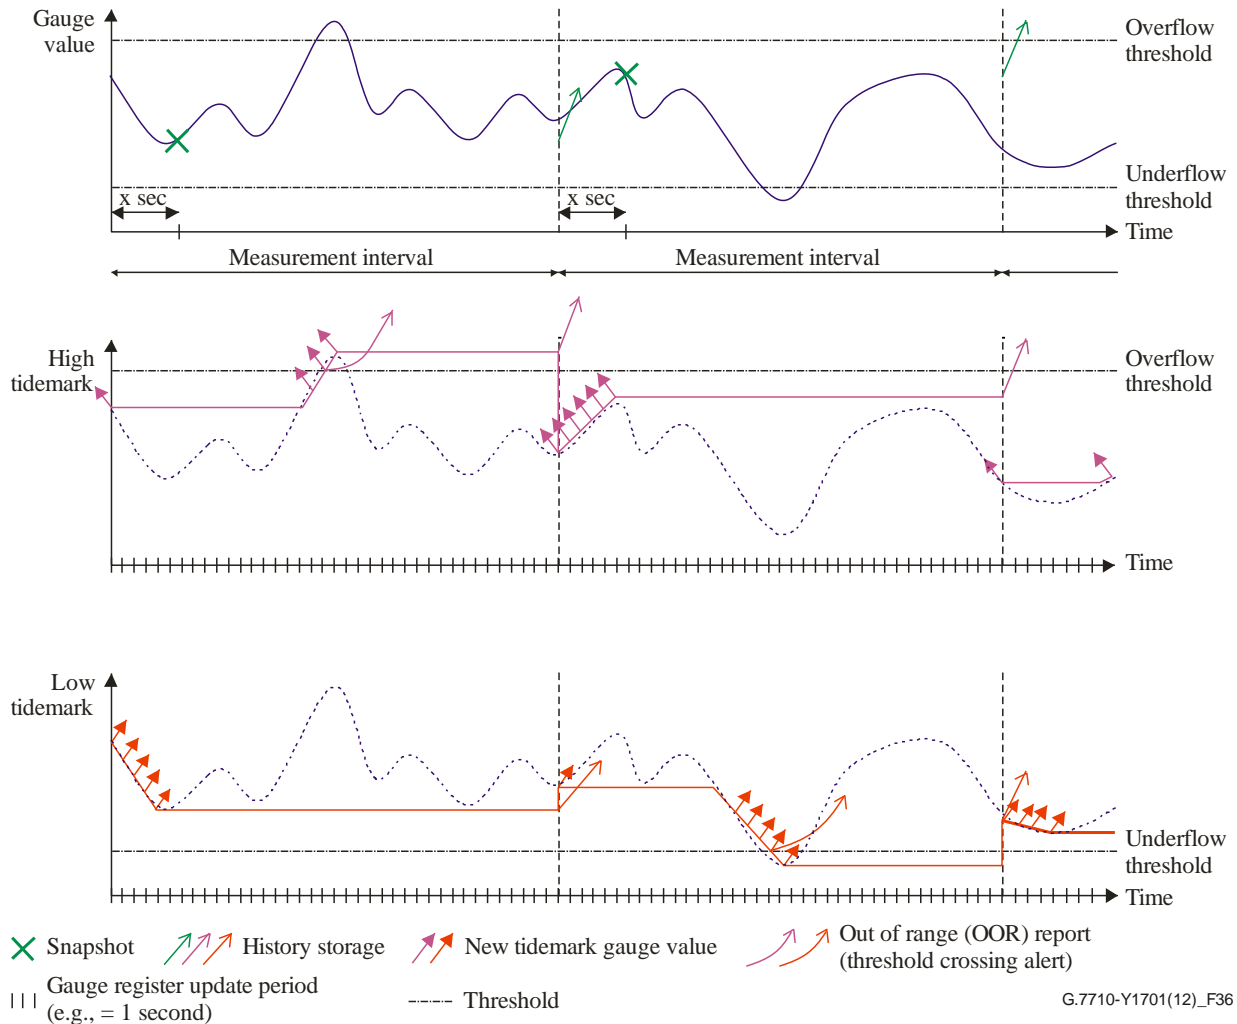 Gauge
value
Overflow
threshold
Underflow
threshold
x sec
x sec
Time
Measurement interval
Measurement interval
High
tidemark
Overflow
threshold
Time
Low
tidemark
Underflow
threshold
Time
Snapshot
History storage
New tidemark gauge value
Out of range (OOR) report
(threshold crossing alert)
Gauge register update period
(e.g., = 1 second)
Threshold
G.7710-Y1701(12)_F36